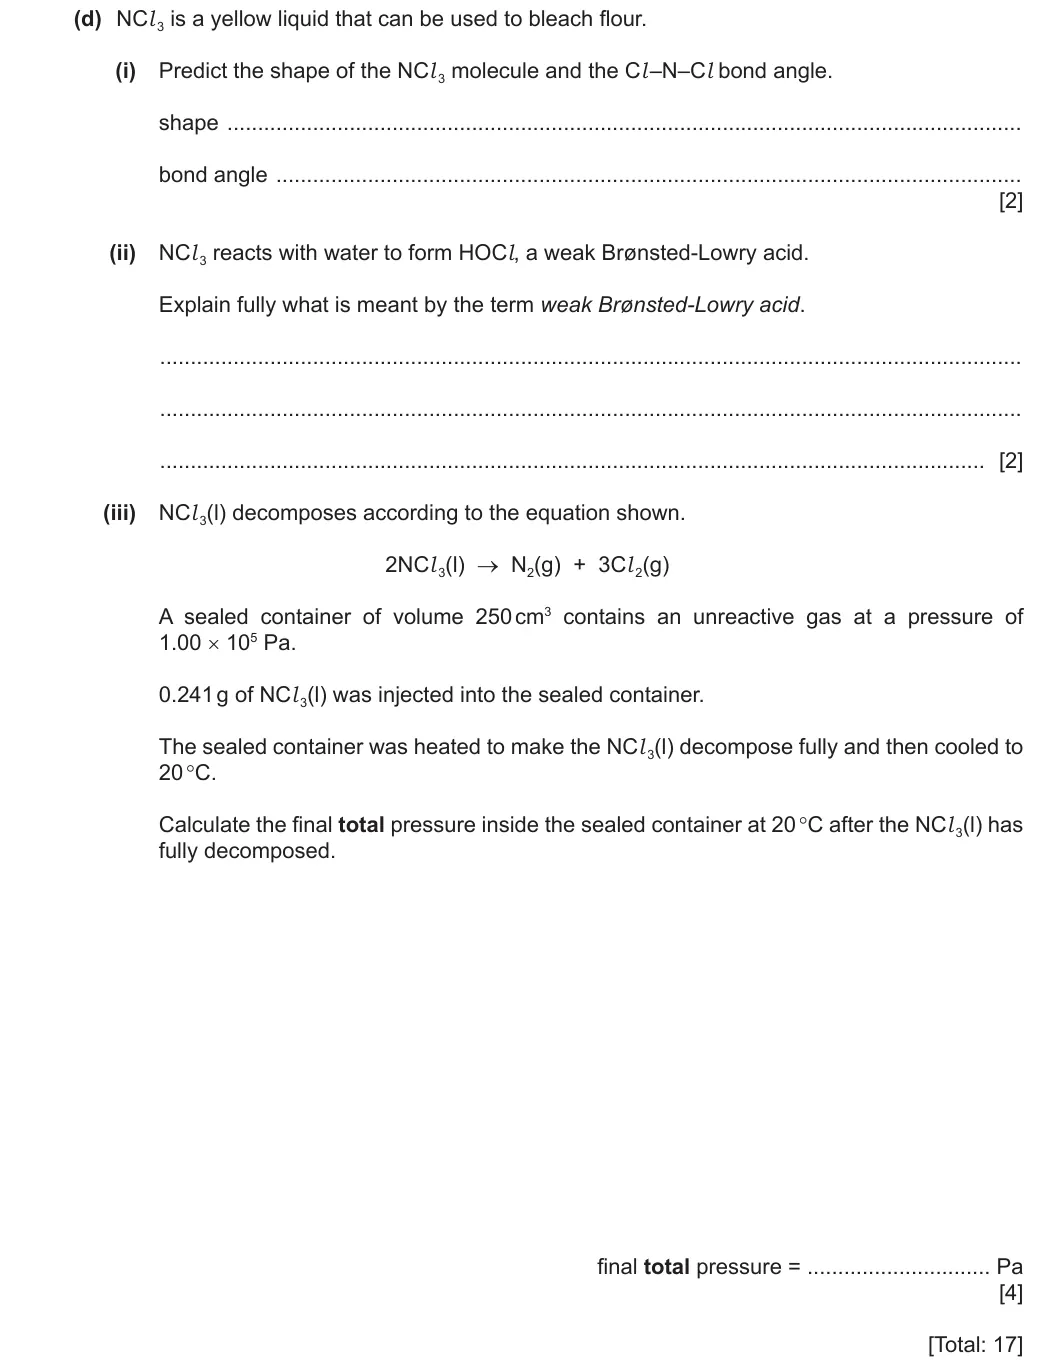 (d) NCl₃ is a yellow liquid that can be used to bleach flour.
(i) Predict the shape of the NCl₃ molecule and the Cl–N–Cl bond angle.
shape ..................................................................................................................................
bond angle ..........................................................................................................................
[2]
(ii) NCl₃ reacts with water to form HOCl, a weak Brønsted-Lowry acid.
Explain fully what is meant by the term weak Brønsted-Lowry acid.
.............................................................................................................................................
.............................................................................................................................................
....................................................................................................................................... [2]
(iii) NCl₃(l) decomposes according to the equation shown.
2NCl₃(l) → N₂(g) + 3Cl₂(g)
A sealed container of volume 250 cm³ contains an unreactive gas at a pressure of
1.00 × 10⁵ Pa.
0.241 g of NCl₃(l) was injected into the sealed container.
The sealed container was heated to make the NCl₃(l) decompose fully and then cooled to
20 °C.
Calculate the final total pressure inside the sealed container at 20 °C after the NCl₃(l) has
fully decomposed.
final total pressure = .............................. Pa
[4]
[Total: 17]